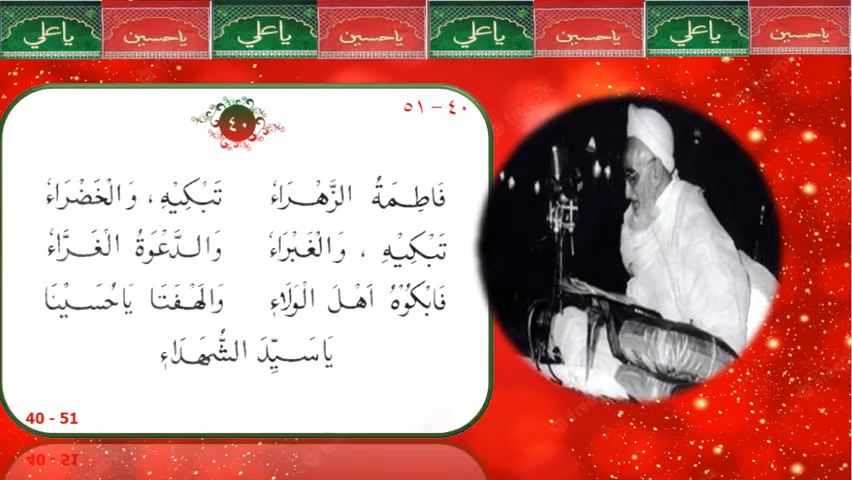 ياعلي ياحسين ياعلي ياحسين ياعلي ياحسين ياعلي ياحسين
٤٠ – ٥١
٤٠
فَاطِمَةُ الزَّهْرَاءُ تَبْكِيْهِ، وَالْخَضْرَاءُ
تَبْكِيْهِ ، وَالْغَبْرَاءُ وَالدَّعْوَةُ الْغَرَّاءُ
فَابْكُوْهُ اَهْلَ الْوَلَاءِ وَالَهْفَتَا يَاحُسَيْنَا
يَاسَيِّدَ الشُّهَدَاءِ
40 - 51